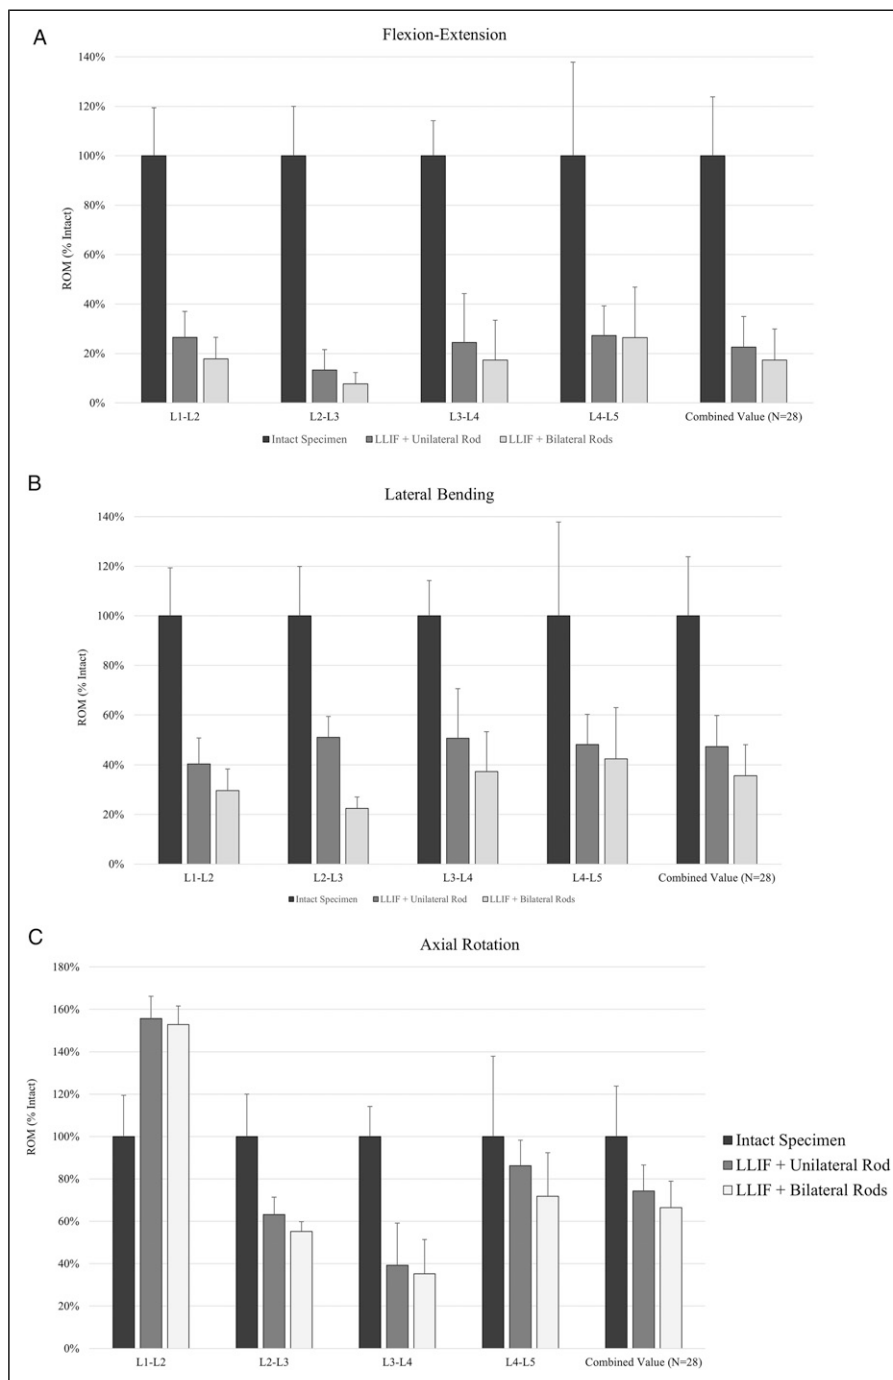 A
Flexion-Extension
140%
120%
100%
80%
60%
40%
20%
0%
ROM (% Intact)
L1-L2 L2-L3 L3-L4 L4-L5 Combined Value (N=28)
Intact Specimen LLIF + Unilateral Rod LLIF + Bilateral Rods
B
Lateral Bending
140%
120%
100%
80%
60%
40%
20%
0%
ROM (% Intact)
L1-L2 L2-L3 L3-L4 L4-L5 Combined Value (N=28)
Intact Specimen LLIF + Unilateral Rod LLIF + Bilateral Rods
C
Axial Rotation
180%
160%
140%
120%
100%
80%
60%
40%
20%
0%
ROM (% Intact)
L1-L2 L2-L3 L3-L4 L4-L5 Combined Value (N=28)
Intact Specimen
LLIF + Unilateral Rod
LLIF + Bilateral Rods